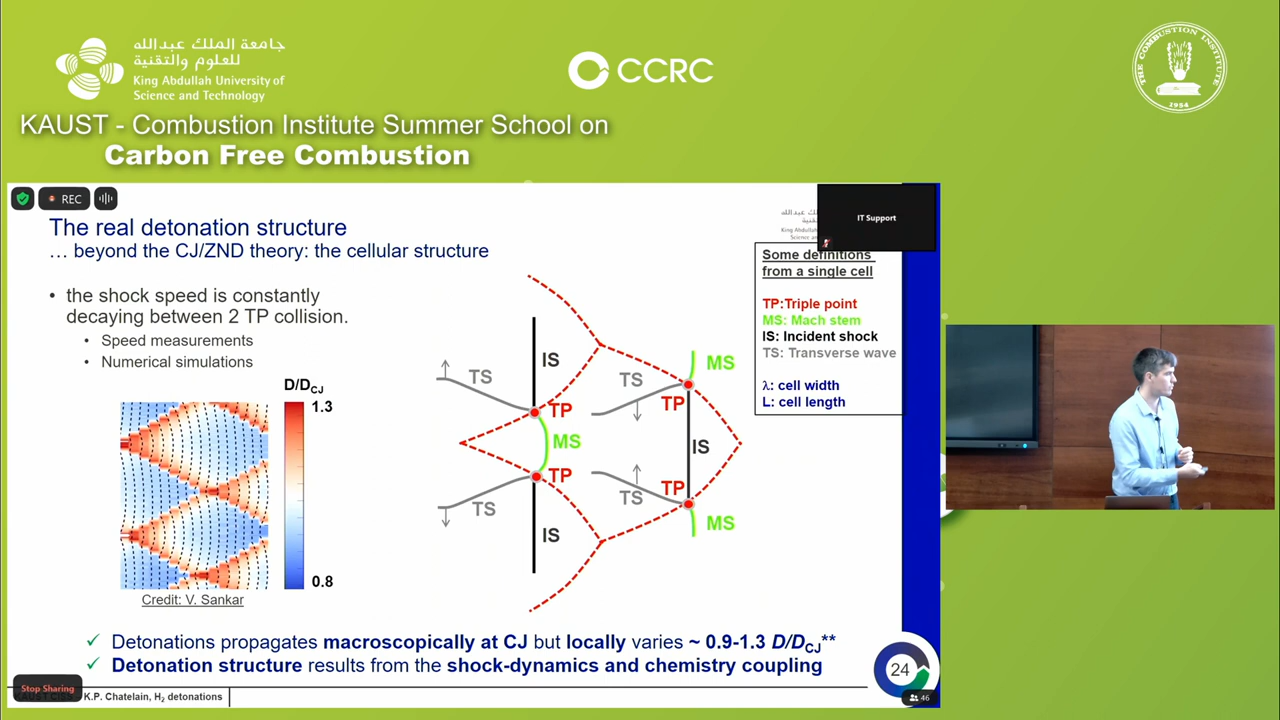 جامعة الملك عبدالله
للعلوم والتقنية
King Abdullah University of
Science and Technology
CCRC
THE COMBUSTION INSTITUTE
1954
KAUST - Combustion Institute Summer School on
Carbon Free Combustion
REC
IT Support
The real detonation structure
… beyond the CJ/ZND theory: the cellular structure
• the shock speed is constantly
decaying between 2 TP collision.
• Speed measurements
• Numerical simulations
D/DCJ
1.3
0.8
Credit: V. Sankar
IS
TS
TP
MS
TP
TS
IS
TS
TP
MS
IS
TS
TP
MS
Some definitions
from a single cell
TP:Triple point
MS: Mach stem
IS: Incident shock
TS: Transverse wave
λ: cell width
L: cell length
✓ Detonations propagates macroscopically at CJ but locally varies ~ 0.9-1.3 D/DCJ**
✓ Detonation structure results from the shock-dynamics and chemistry coupling
24
Stop Sharing
K.P. Chatelain, H2 detonations
46